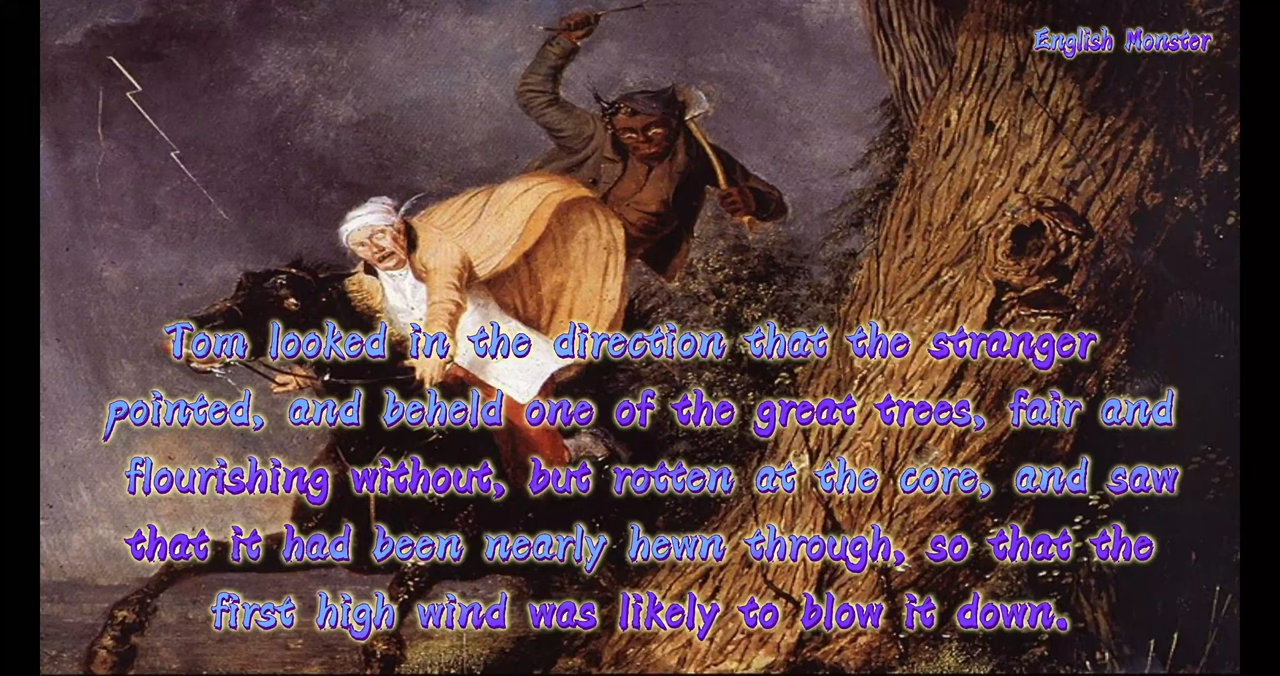 English Monster
Tom looked in the direction that the stranger
pointed, and beheld one of the great trees, fair and
flourishing without, but rotten at the core, and saw
that it had been nearly hewn through, so that the
first high wind was likely to blow it down.